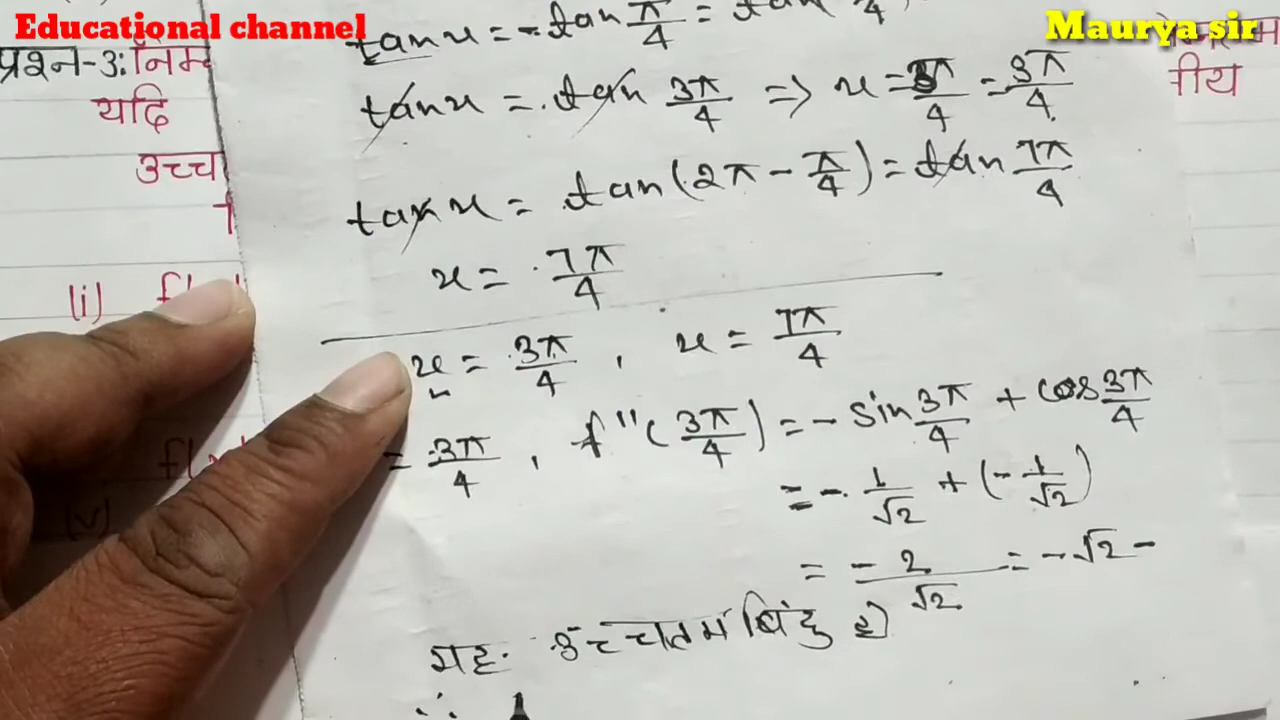 Educational channel
Maurya sir
प्रश्न-3: निम्
यदि
उच्च
(i) f(x)
(v)
ीय
tan x = -tan π/4 = tan
tan x = tan 3π/4 ⇒ x = 3π/4 = 3π/4
tan x = tan(2π - π/4) = tan 7π/4
x = 7π/4
x = 3π/4 , x = 7π/4
= 3π/4 , f''(3π/4) = - sin 3π/4 + cos 3π/4
= - 1/√2 + (- 1/√2)
= - 2/√2 = -√2 -
यह उच्चतम बिंदु है
∴